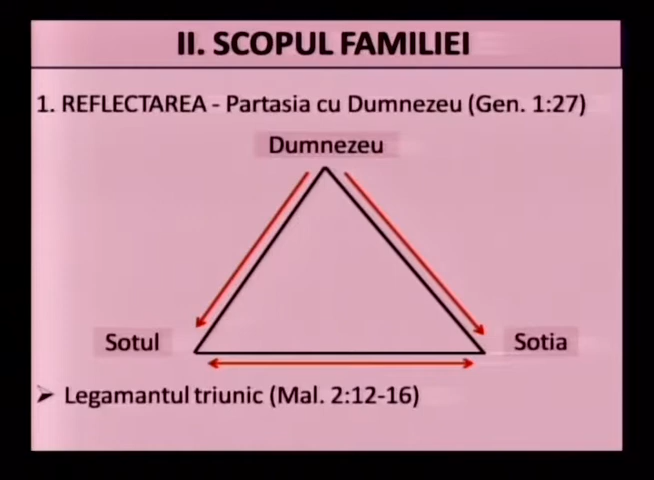 II. SCOPUL FAMILIEI
1. REFLECTAREA - Partasia cu Dumnezeu (Gen. 1:27)
Dumnezeu
Sotul
Sotia
Legamantul triunic (Mal. 2:12-16)